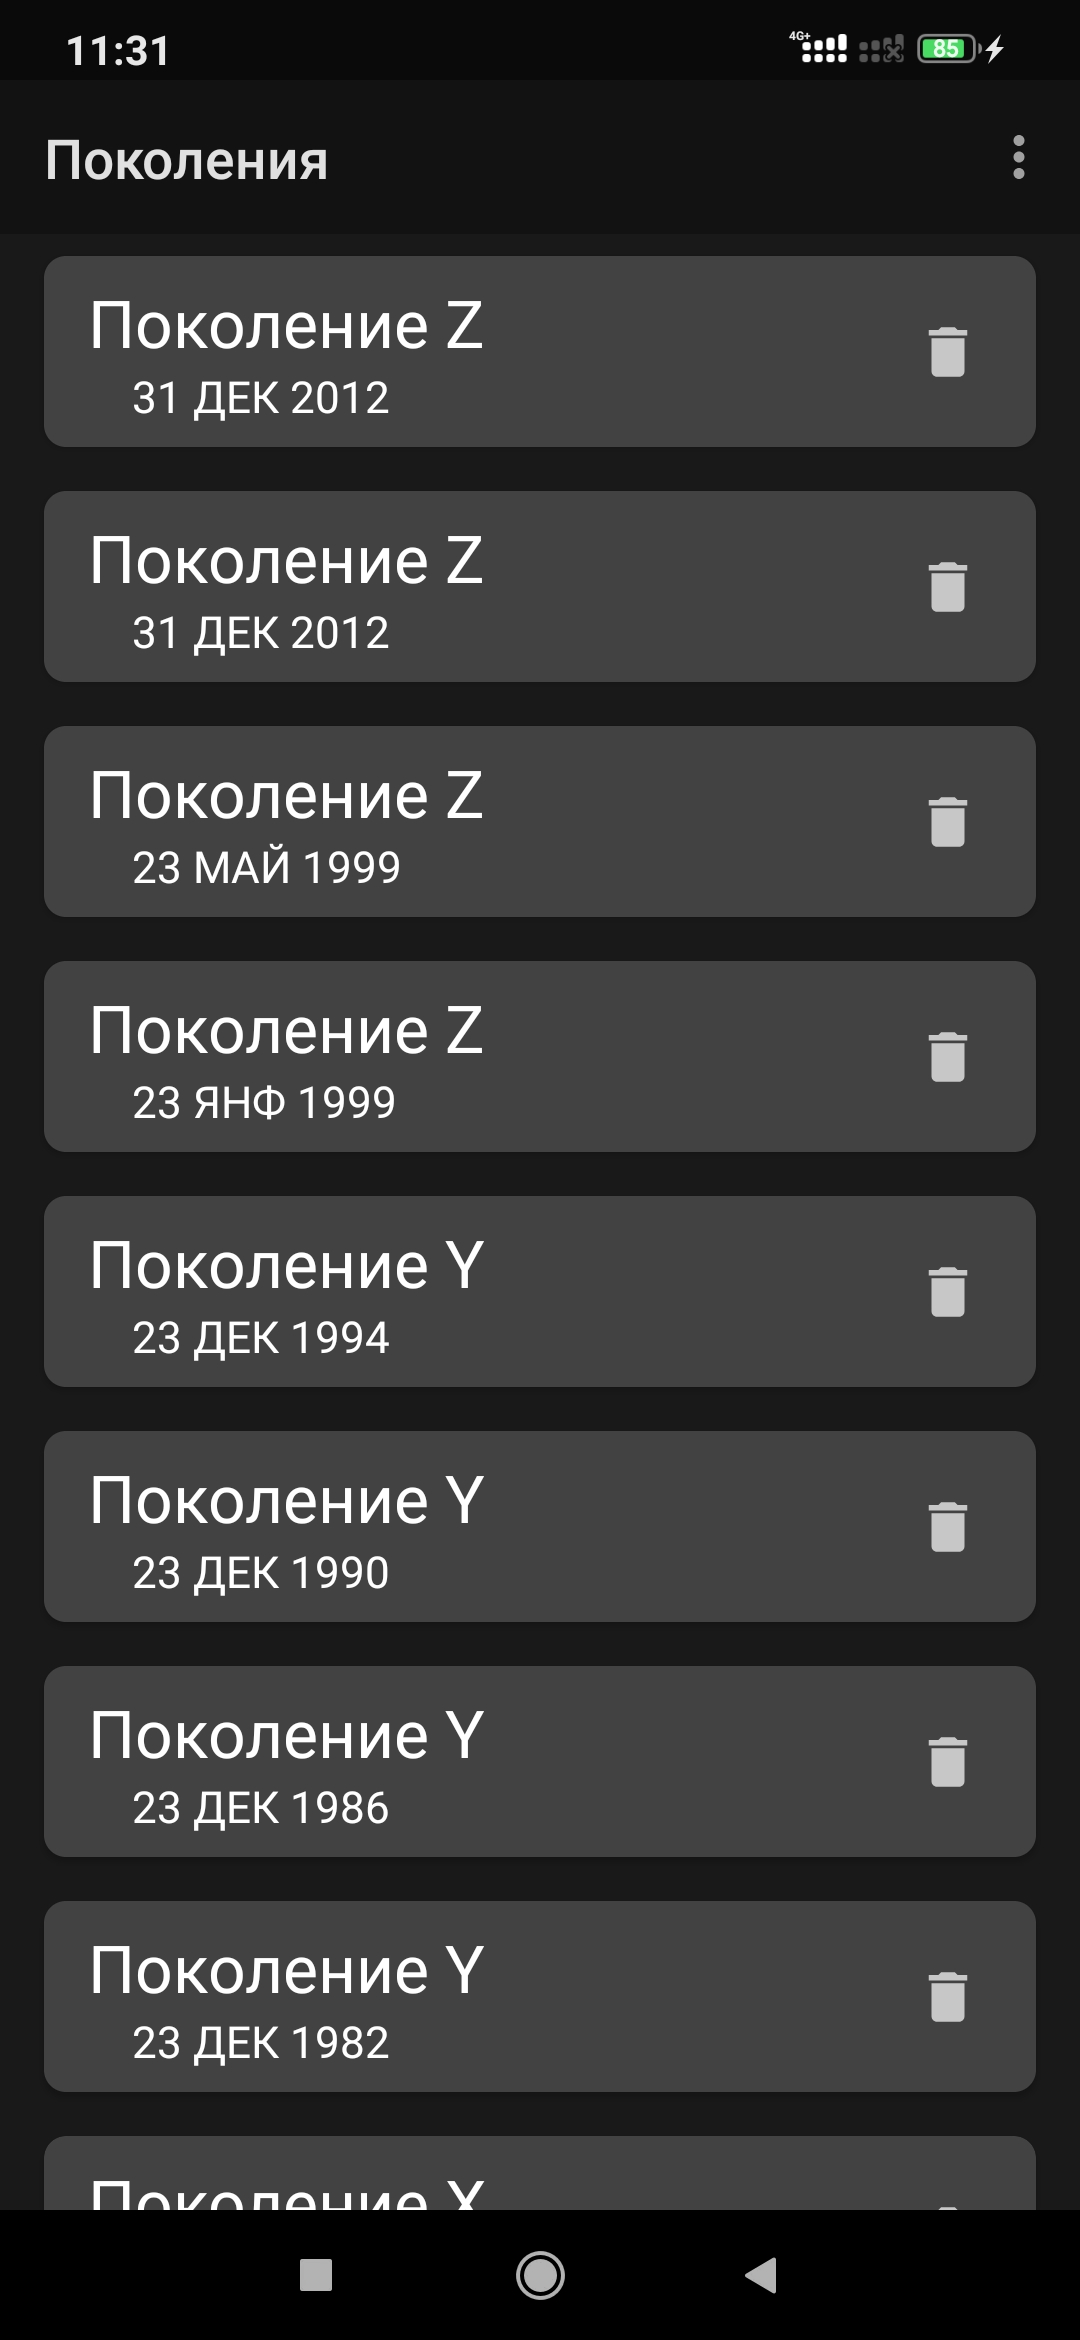 11:31
4G+
85
Поколения
Поколение Z
31 ДЕК 2012
Поколение Z
31 ДЕК 2012
Поколение Z
23 МАЙ 1999
Поколение Z
23 ЯНФ 1999
Поколение Y
23 ДЕК 1994
Поколение Y
23 ДЕК 1990
Поколение Y
23 ДЕК 1986
Поколение Y
23 ДЕК 1982
Поколение X